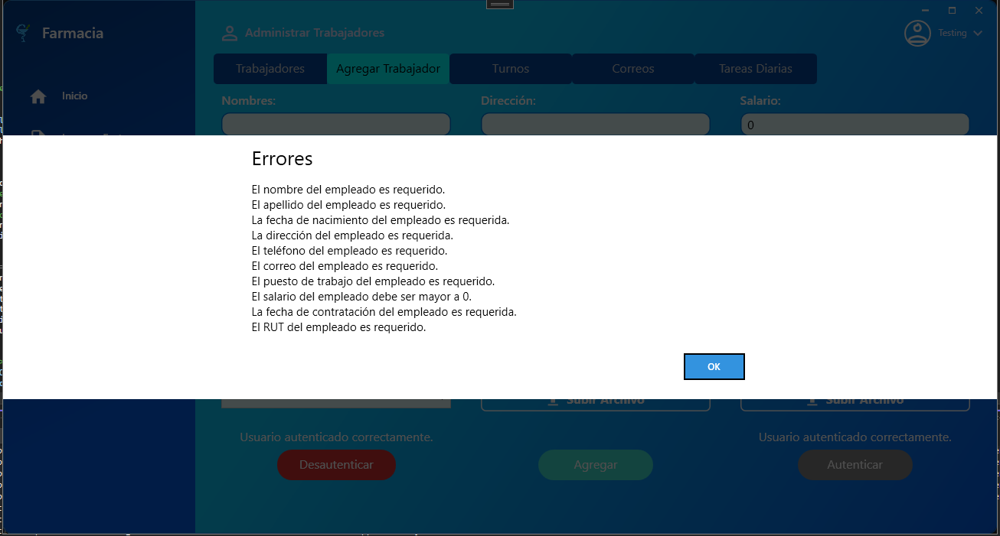 Farmacia
Administrar Trabajadores
Testing
Trabajadores
Agregar Trabajador
Turnos
Correos
Tareas Diarias
Inicio
Nombres:
Dirección:
Salario:
0
Errores
El nombre del empleado es requerido.
El apellido del empleado es requerido.
La fecha de nacimiento del empleado es requerida.
La dirección del empleado es requerida.
El teléfono del empleado es requerido.
El correo del empleado es requerido.
El puesto de trabajo del empleado es requerido.
El salario del empleado debe ser mayor a 0.
La fecha de contratación del empleado es requerida.
El RUT del empleado es requerido.
OK
Subir Archivo
Subir Archivo
Usuario autenticado correctamente.
Usuario autenticado correctamente.
Desautenticar
Agregar
Autenticar